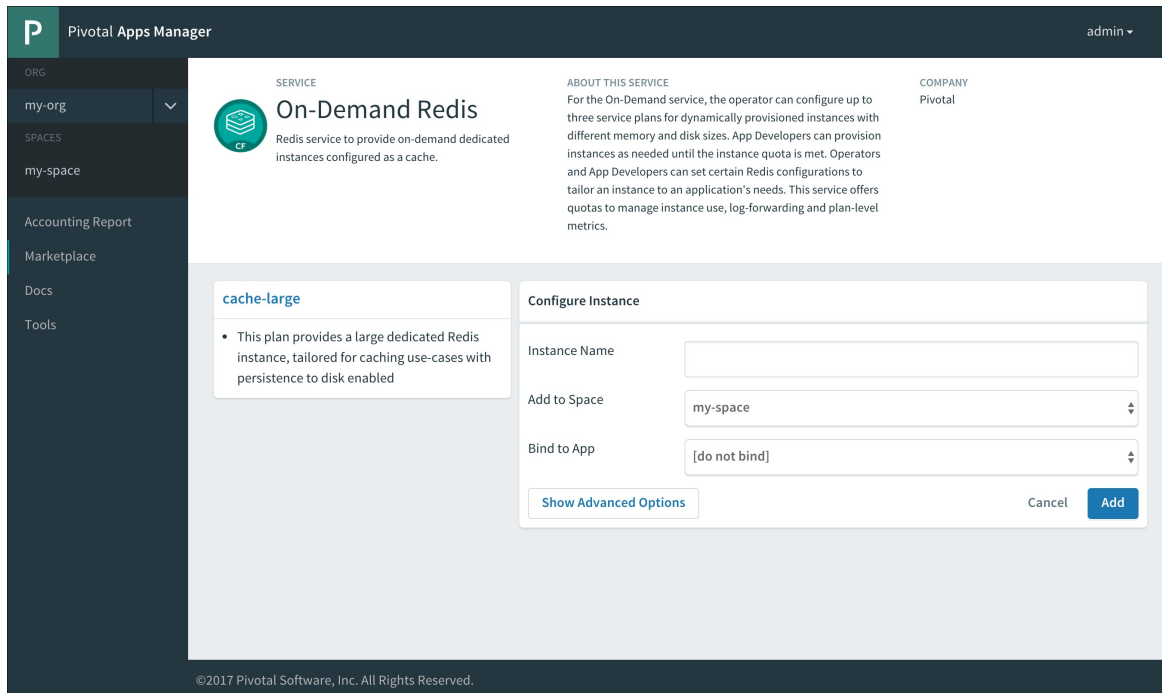 P
Pivotal Apps Manager
admin
ORG
my-org
SPACES
my-space
Accounting Report
Marketplace
Docs
Tools
CF
SERVICE
On-Demand Redis
Redis service to provide on-demand dedicated
instances configured as a cache.
ABOUT THIS SERVICE
For the On-Demand service, the operator can configure up to
three service plans for dynamically provisioned instances with
different memory and disk sizes. App Developers can provision
instances as needed until the instance quota is met. Operators
and App Developers can set certain Redis configurations to
tailor an instance to an application's needs. This service offers
quotas to manage instance use, log-forwarding and plan-level
metrics.
COMPANY
Pivotal
cache-large
• This plan provides a large dedicated Redis
instance, tailored for caching use-cases with
persistence to disk enabled
Configure Instance
Instance Name
Add to Space
my-space
Bind to App
[do not bind]
Show Advanced Options
Cancel
Add
©2017 Pivotal Software, Inc. All Rights Reserved.